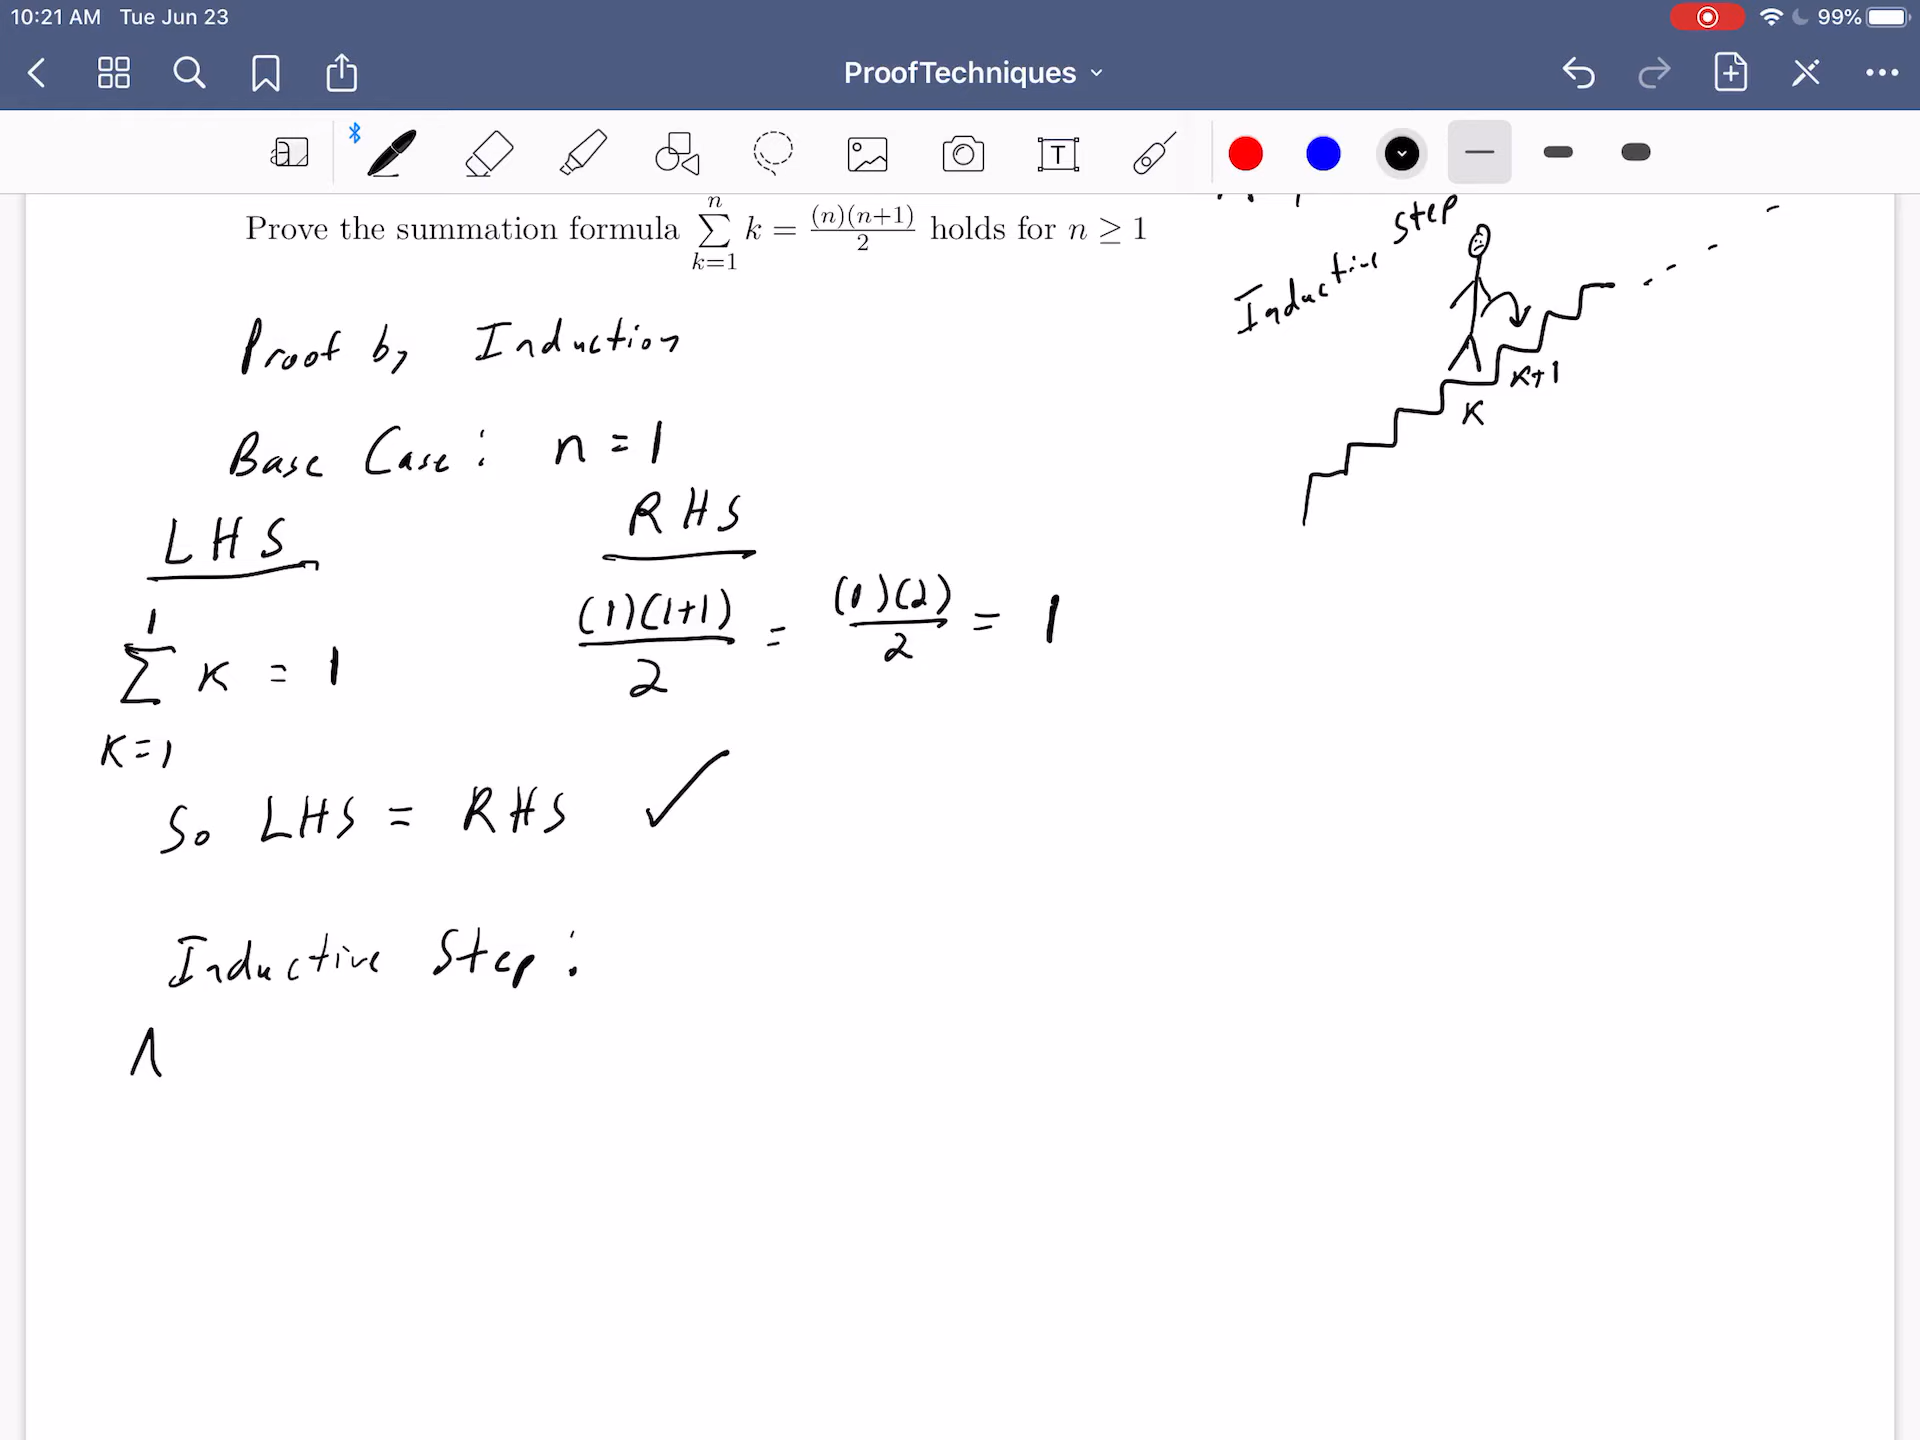 10:21 AM Tue Jun 23
99%
ProofTechniques
Prove the summation formula \sum_{k=1}^{n} k = \frac{(n)(n+1)}{2} holds for n ≥ 1
Inductive Step
K
K+1
Proof by Induction
Base Case: n = 1
LHS
RHS
\sum_{K=1}^{1} K = 1
\frac{(1)(1+1)}{2} = \frac{(1)(2)}{2} = 1
So LHS = RHS ✓
Inductive Step: